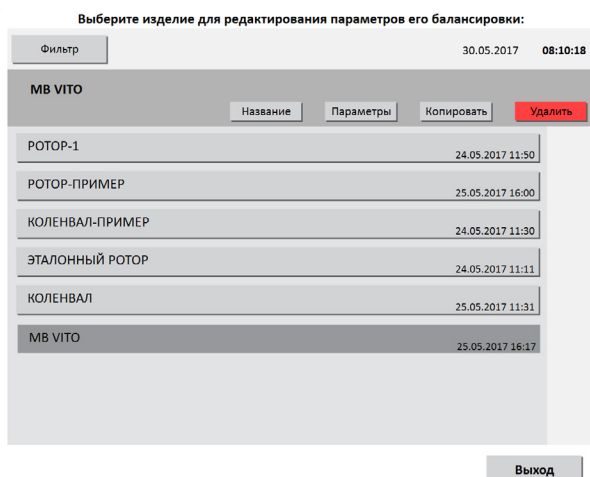 Выберите изделие для редактирования параметров его балансировки:
Фильтр 30.05.2017 08:10:18
MB VITO
Название Параметры Копировать Удалить
РОТОР-1
24.05.2017 11:50
РОТОР-ПРИМЕР
25.05.2017 16:00
КОЛЕНВАЛ-ПРИМЕР
24.05.2017 11:30
ЭТАЛОННЫЙ РОТОР
24.05.2017 11:11
КОЛЕНВАЛ
25.05.2017 11:31
MB VITO
25.05.2017 16:17
Выход